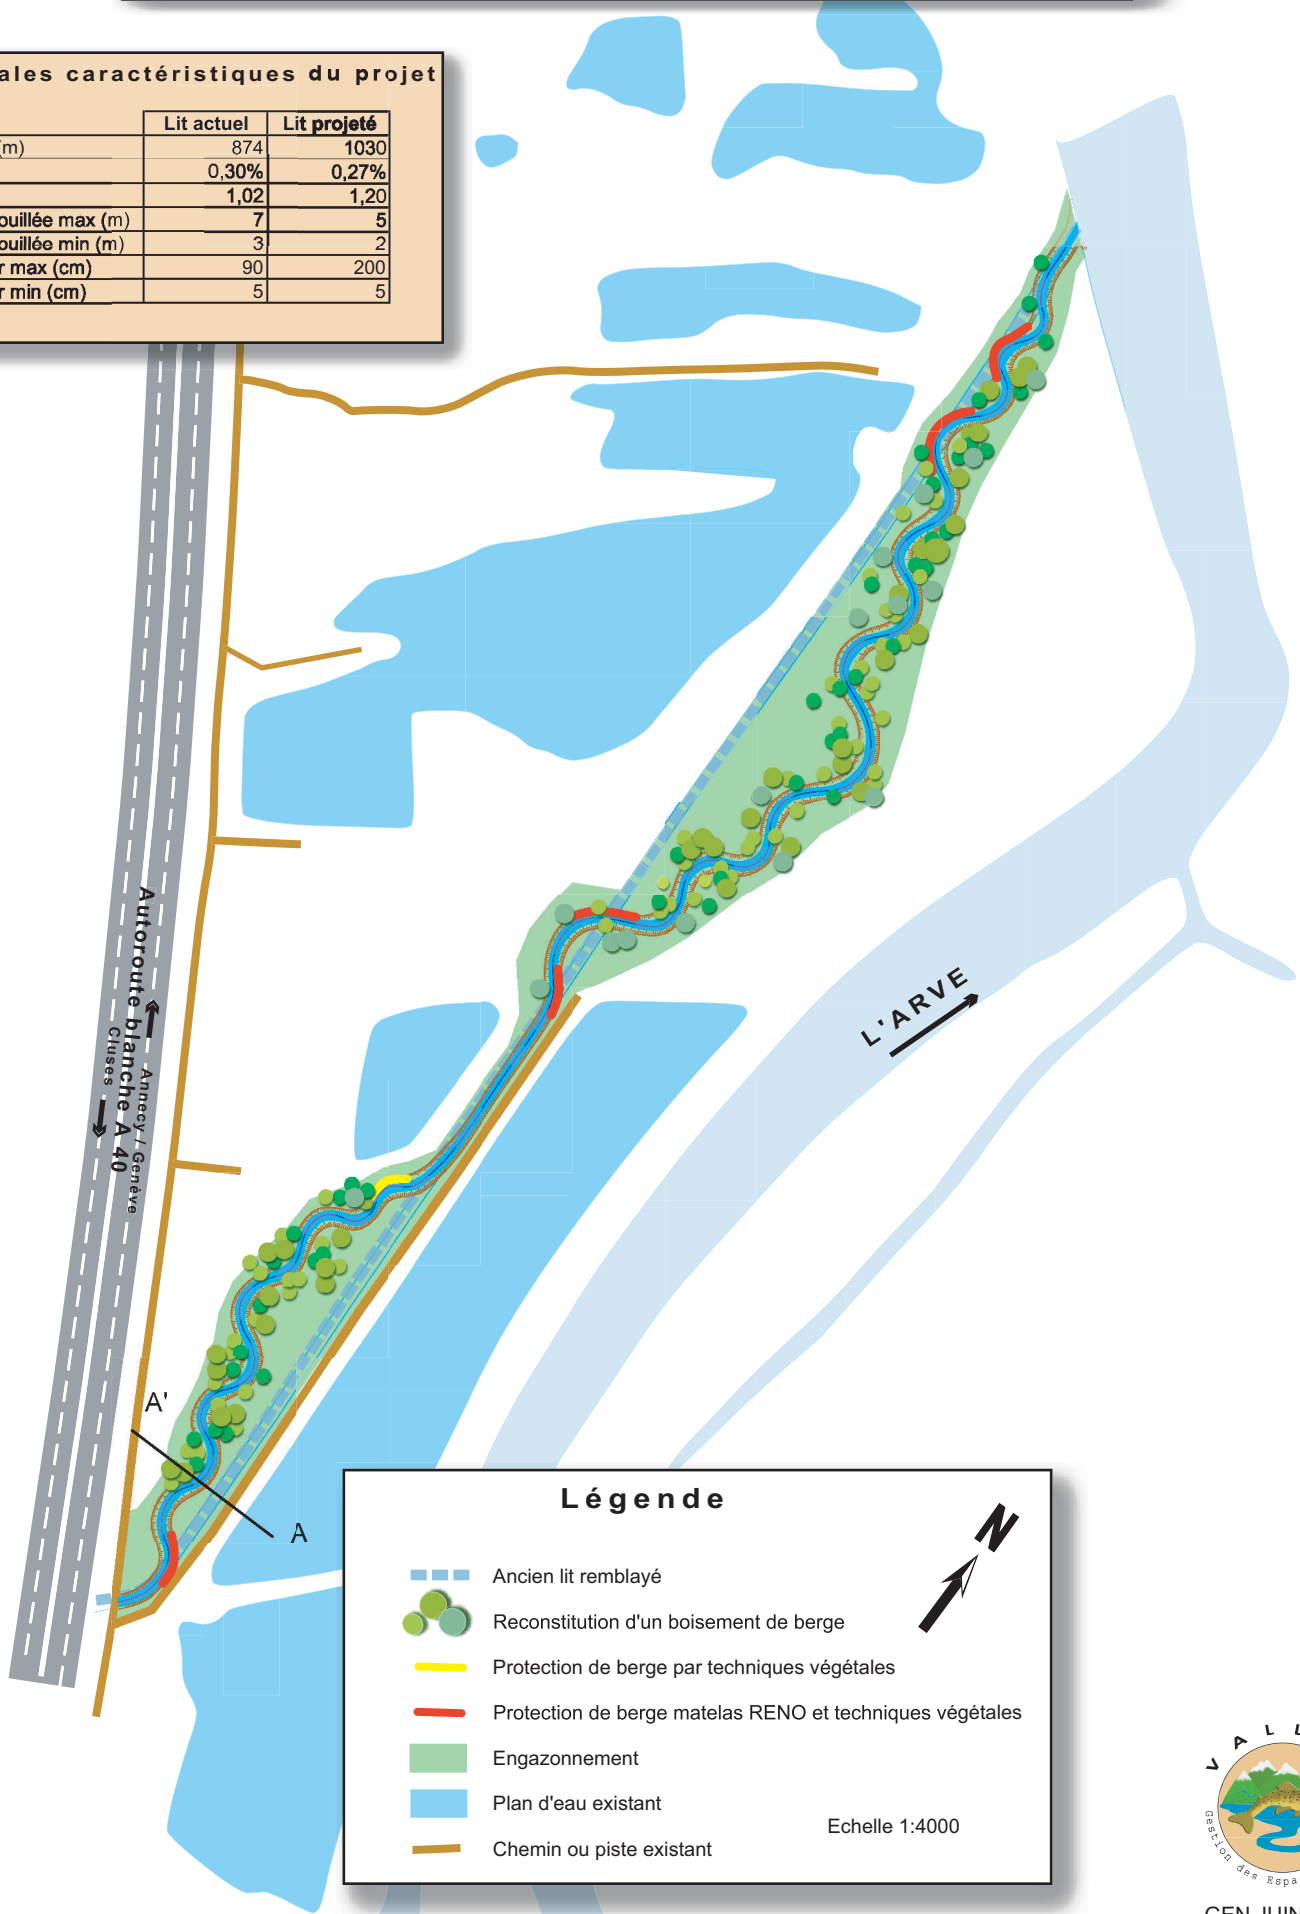 ales caractéristiques du projet
Lit actuel Lit projeté
(m) 874 1030
0,30% 0,27%
1,02 1,20
ouillée max (m) 7 5
ouillée min (m) 3 2
r max (cm) 90 200
r min (cm) 5 5
Autoroute blanche A 40
Annecy / Genève
Cluses
L'ARVE
A'
A
Légende
N
Ancien lit remblayé
Reconstitution d'un boisement de berge
Protection de berge par techniques végétales
Protection de berge matelas RENO et techniques végétales
Engazonnement
Plan d'eau existant
Echelle 1:4000
Chemin ou piste existant
V A L L
Gestion des Espa